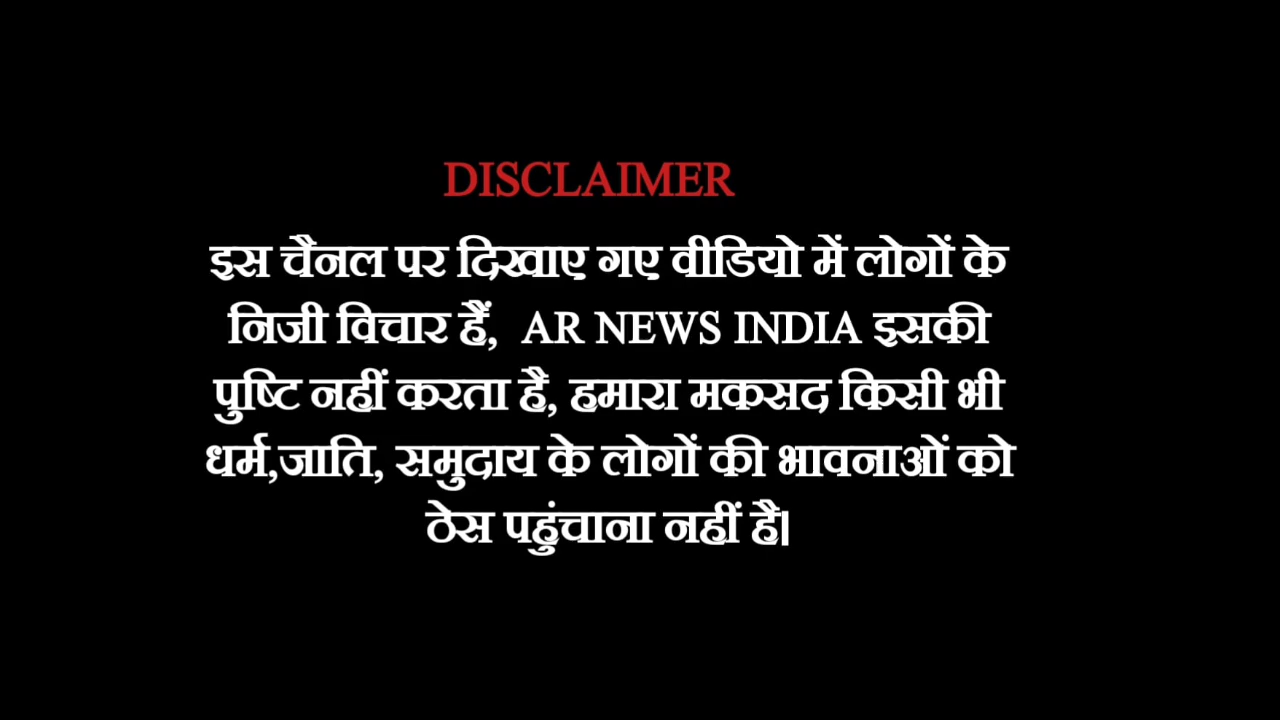 DISCLAIMER
इस चैनल पर दिखाए गए वीडियो में लोगों के
निजी विचार हैं, AR NEWS INDIA इसकी
पुष्टि नहीं करता है, हमारा मकसद किसी भी
धर्म,जाति, समुदाय के लोगों की भावनाओं को
ठेस पहुंचाना नहीं है।